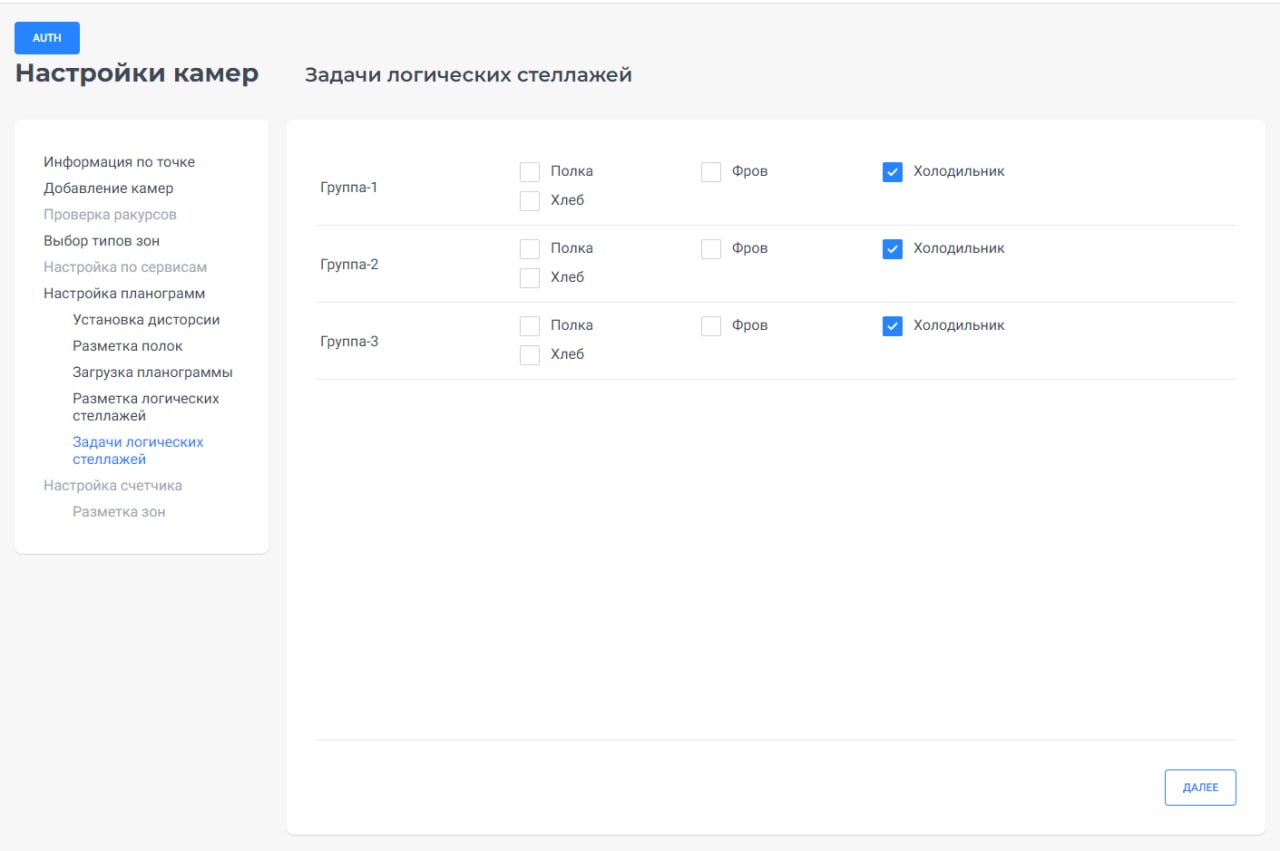 AUTH
Настройки камер
Задачи логических стеллажей
Информация по точке
Добавление камер
Проверка ракурсов
Выбор типов зон
Настройка по сервисам
Настройка планограмм
Установка дисторсии
Разметка полок
Загрузка планограммы
Разметка логических
стеллажей
Задачи логических
стеллажей
Настройка счетчика
Разметка зон
Группа-1
Полка
Фров
Холодильник
Хлеб
Группа-2
Полка
Фров
Холодильник
Хлеб
Группа-3
Полка
Фров
Холодильник
Хлеб
ДАЛЕЕ